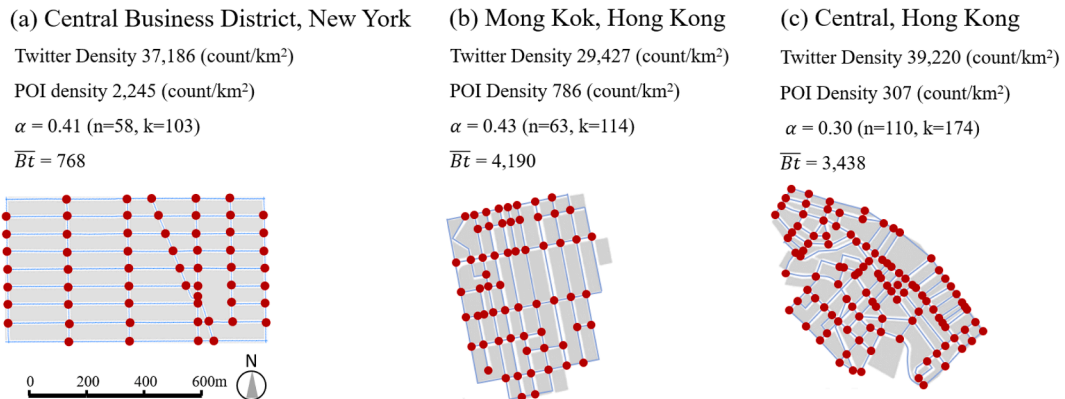 (a) Central Business District, New York
Twitter Density 37,186 (count/km²)
POI density 2,245 (count/km²)
α = 0.41 (n=58, k=103)
B̅t̅ = 768
(b) Mong Kok, Hong Kong
Twitter Density 29,427 (count/km²)
POI Density 786 (count/km²)
α = 0.43 (n=63, k=114)
B̅t̅ = 4,190
(c) Central, Hong Kong
Twitter Density 39,220 (count/km²)
POI Density 307 (count/km²)
α = 0.30 (n=110, k=174)
B̅t̅ = 3,438
N
0 200 400 600m